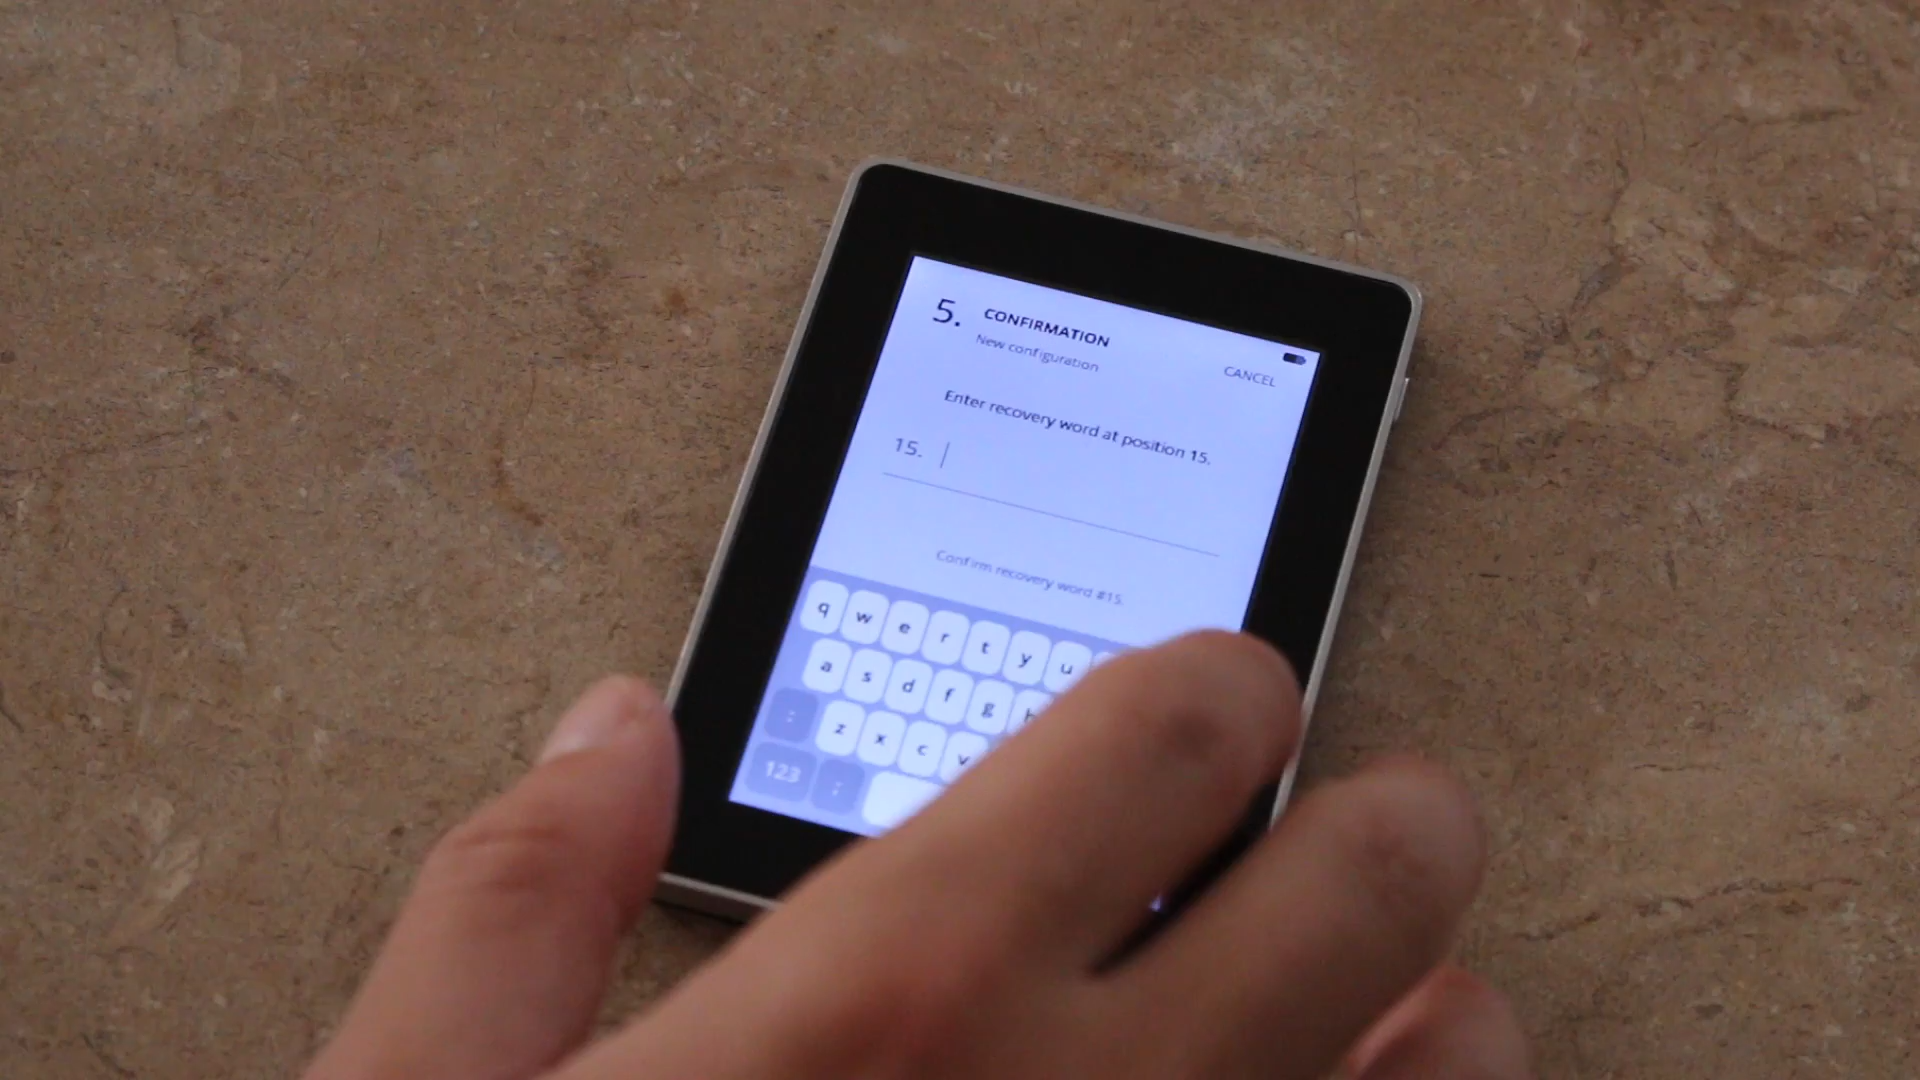 5. CONFIRMATION
New configuration
CANCEL
Enter recovery word at position 15.
15.
Confirm recovery word #15.
q w e r t y u
a s d f g h
: z x c v
123 ;